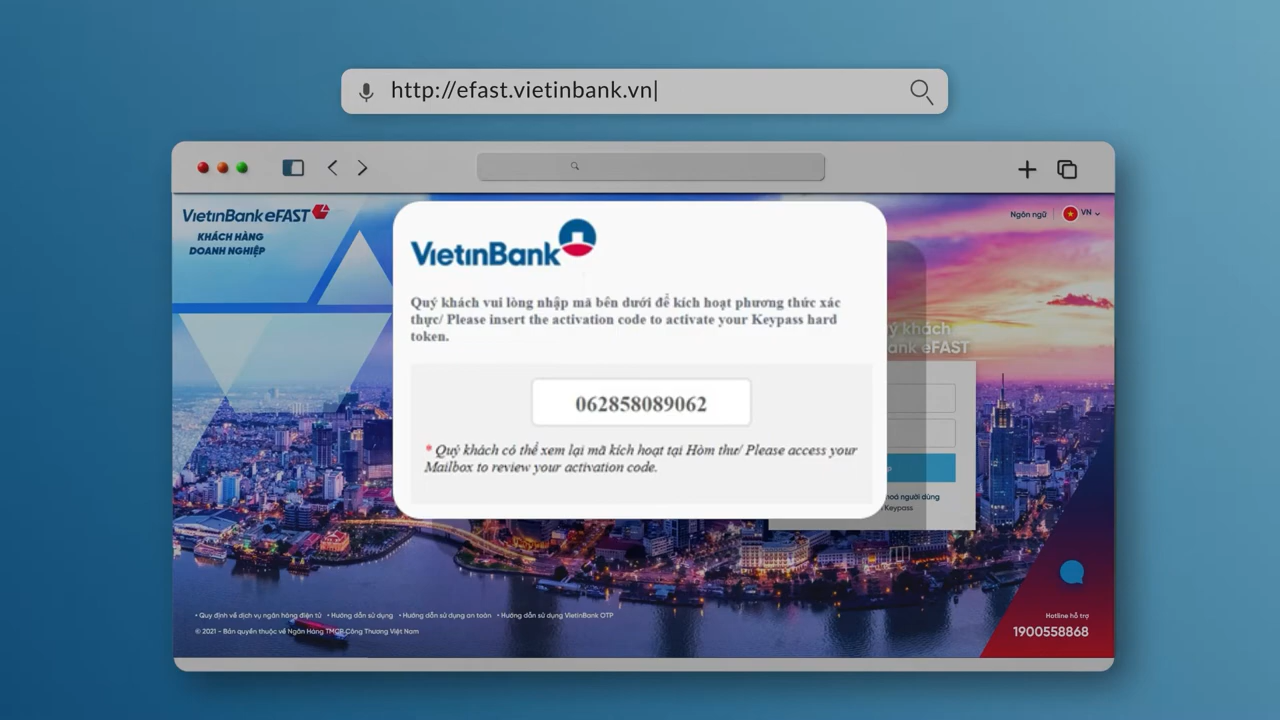 http://efast.vietinbank.vn
VietinBank eFAST
KHÁCH HÀNG
DOANH NGHIỆP
Ngôn ngữ
VN
VietinBank
Quý khách vui lòng nhập mã bên dưới để kích hoạt phương thức xác
thực/ Please insert the activation code to activate your Keypass hard
token.
ý khách
ank eFAST
062858089062
* Quý khách có thể xem lại mã kích hoạt tại Hòm thư/ Please access your
Mailbox to review your activation code.
hoá người dùng
Keypass
• Quy định về dịch vụ ngân hàng điện tử • Hướng dẫn sử dụng • Hướng dẫn sử dụng an toàn • Hướng dẫn sử dụng VietinBank OTP
© 2021 - Bản quyền thuộc về Ngân Hàng TMCP Công Thương Việt Nam
Hotline hỗ trợ
1900558868